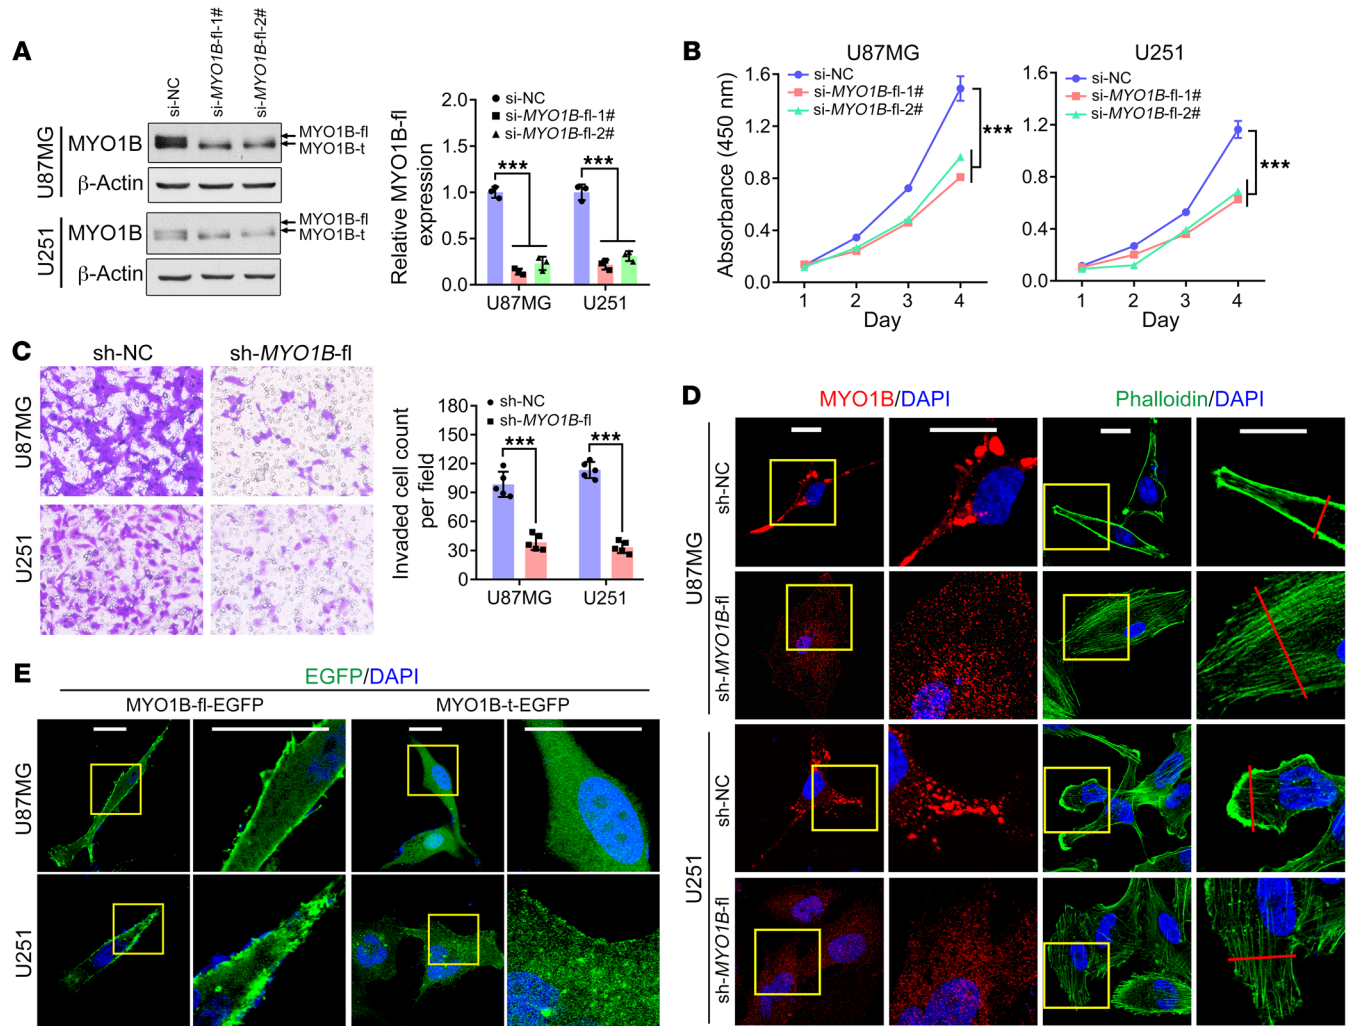 A
si-NC
si-MYO1B-fl-1#
si-MYO1B-fl-2#
U87MG
MYO1B
MYO1B-fl
MYO1B-t
β-Actin
U251
MYO1B
MYO1B-fl
MYO1B-t
β-Actin
Relative MYO1B-fl
expression
2.0
1.5
1.0
0.5
0.0
si-NC
si-MYO1B-fl-1#
si-MYO1B-fl-2#
***
***
U87MG
U251
B
U87MG
Absorbance (450 nm)
1.6
1.2
0.8
0.4
0.0
si-NC
si-MYO1B-fl-1#
si-MYO1B-fl-2#
***
1 2 3 4
Day
U251
1.6
1.2
0.8
0.4
0.0
si-NC
si-MYO1B-fl-1#
si-MYO1B-fl-2#
***
1 2 3 4
Day
C
sh-NC
sh-MYO1B-fl
U87MG
U251
Invaded cell count
per field
180
150
120
90
60
30
0
sh-NC
sh-MYO1B-fl
***
***
U87MG
U251
D
MYO1B/DAPI
Phalloidin/DAPI
U87MG
sh-NC
sh-MYO1B-fl
U251
sh-NC
sh-MYO1B-fl
E
EGFP/DAPI
MYO1B-fl-EGFP
MYO1B-t-EGFP
U87MG
U251